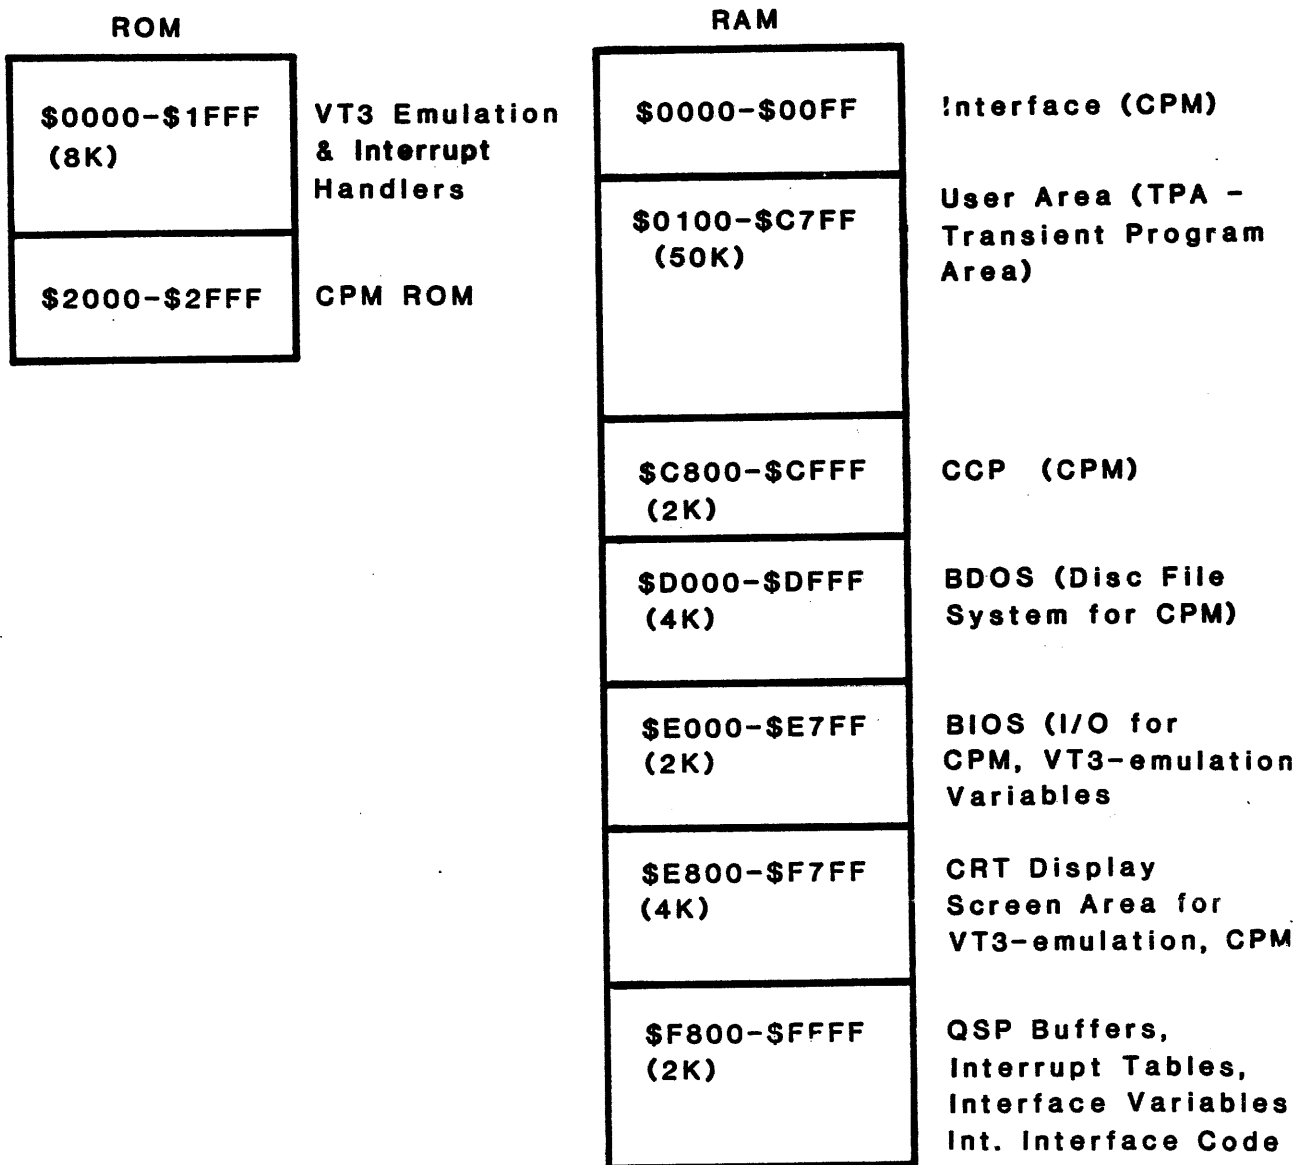 ROM
$0000-$1FFF
(8K)
VT3 Emulation
& Interrupt
Handlers
$2000-$2FFF
CPM ROM
RAM
$0000-$00FF
Interface (CPM)
$0100-$C7FF
(50K)
User Area (TPA -
Transient Program
Area)
$C800-$CFFF
(2K)
CCP (CPM)
$D000-$DFFF
(4K)
BDOS (Disc File
System for CPM)
$E000-$E7FF
(2K)
BIOS (I/O for
CPM, VT3-emulation
Variables
$E800-$F7FF
(4K)
CRT Display
Screen Area for
VT3-emulation, CPM
$F800-$FFFF
(2K)
QSP Buffers,
Interrupt Tables,
Interface Variables
Int. Interface Code